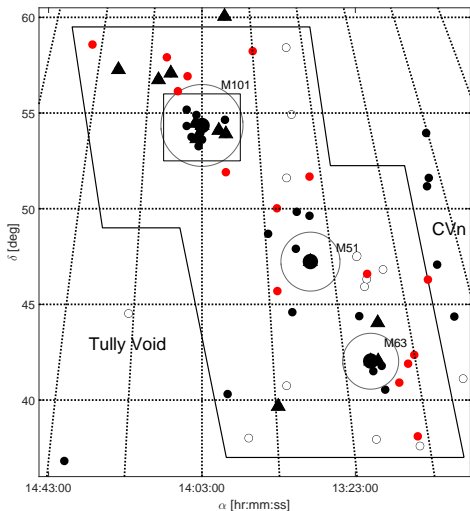 60
M101
55
50
δ [deg]
CVn
M51
45
Tully Void
M63
40
14:43:00
14:03:00
13:23:00
α [hr:mm:ss]